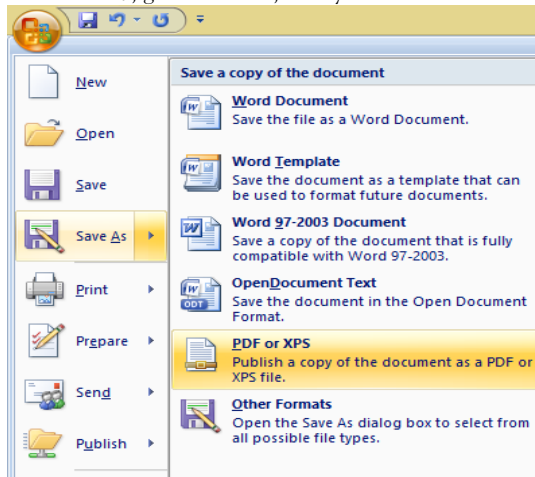 Save a copy of the document
New
Open
Save
Save As
Print
Prepare
Send
Publish
Word Document
Save the file as a Word Document.
Word Template
Save the document as a template that can
be used to format future documents.
Word 97-2003 Document
Save a copy of the document that is fully
compatible with Word 97-2003.
OpenDocument Text
Save the document in the Open Document
Format.
PDF or XPS
Publish a copy of the document as a PDF or
XPS file.
Other Formats
Open the Save As dialog box to select from
all possible file types.
ODT